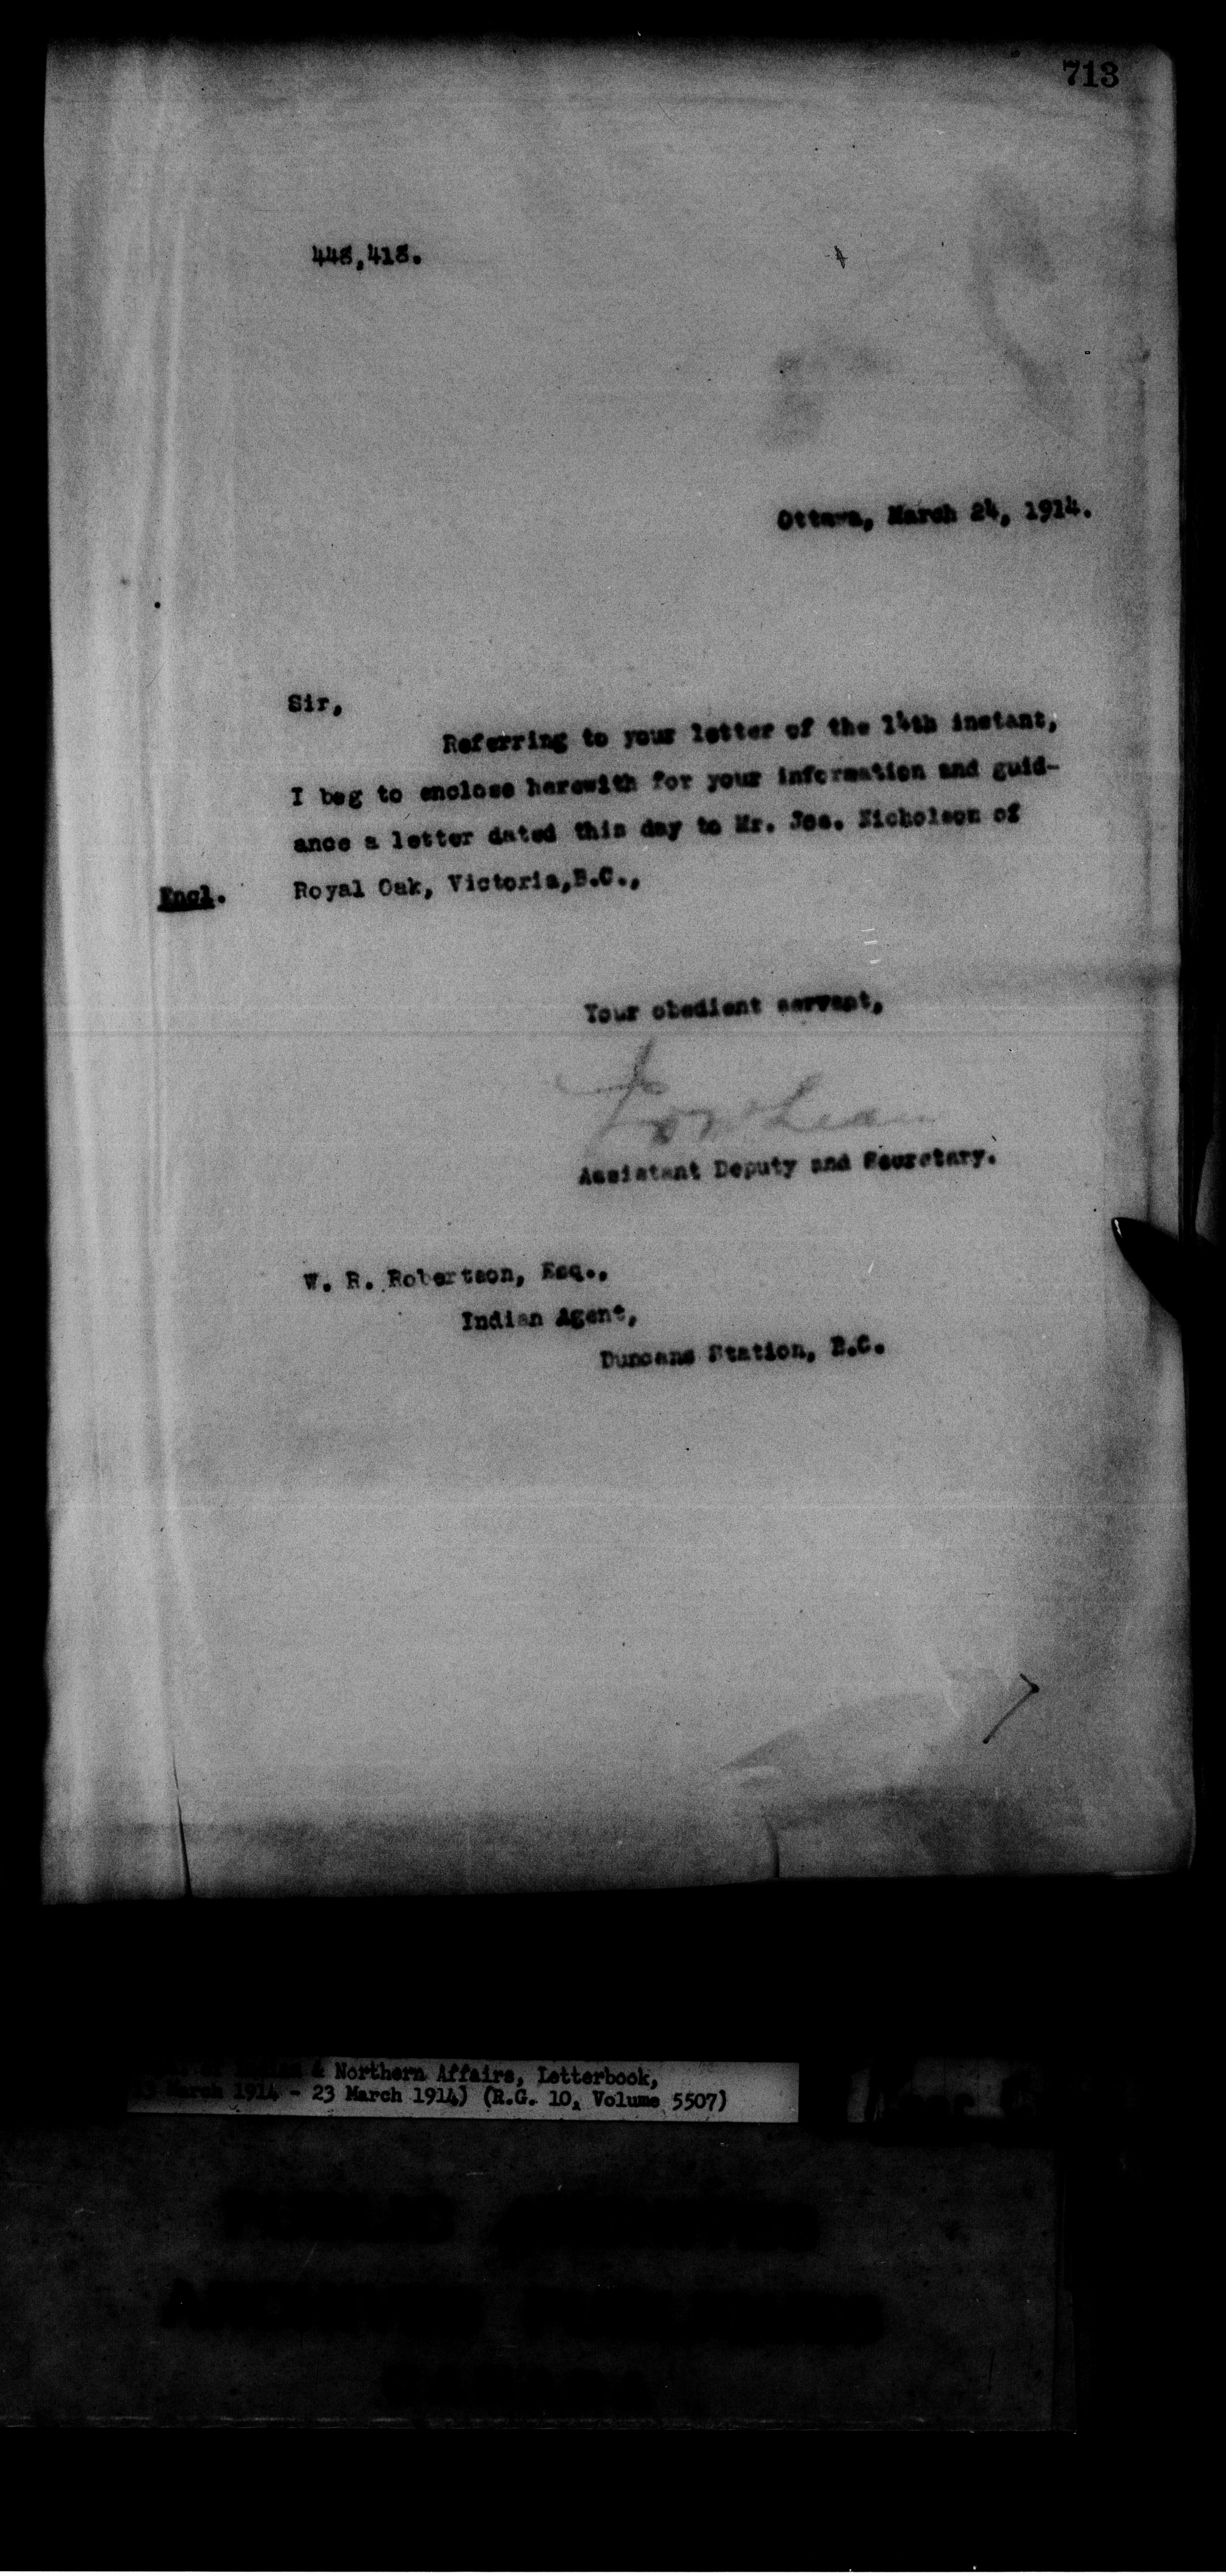 713
448,418.
Ottawa, March 24, 1914.
Sir,
Referring to your letter of the 14th instant,
I beg to enclose herewith for your information and guid-
ance a letter dated this day to Mr. Jos. Nicholson of
Encl. Royal Oak, Victoria,B.C.,
Your obedient servant,
Assistant Deputy and Secretary.
W. R. Robertson, Esq.,
Indian Agent,
Duncans Station, B.C.
& Northern Affairs, Letterbook,
March 1914 - 23 March 1914) (R.G. 10, Volume 5507)